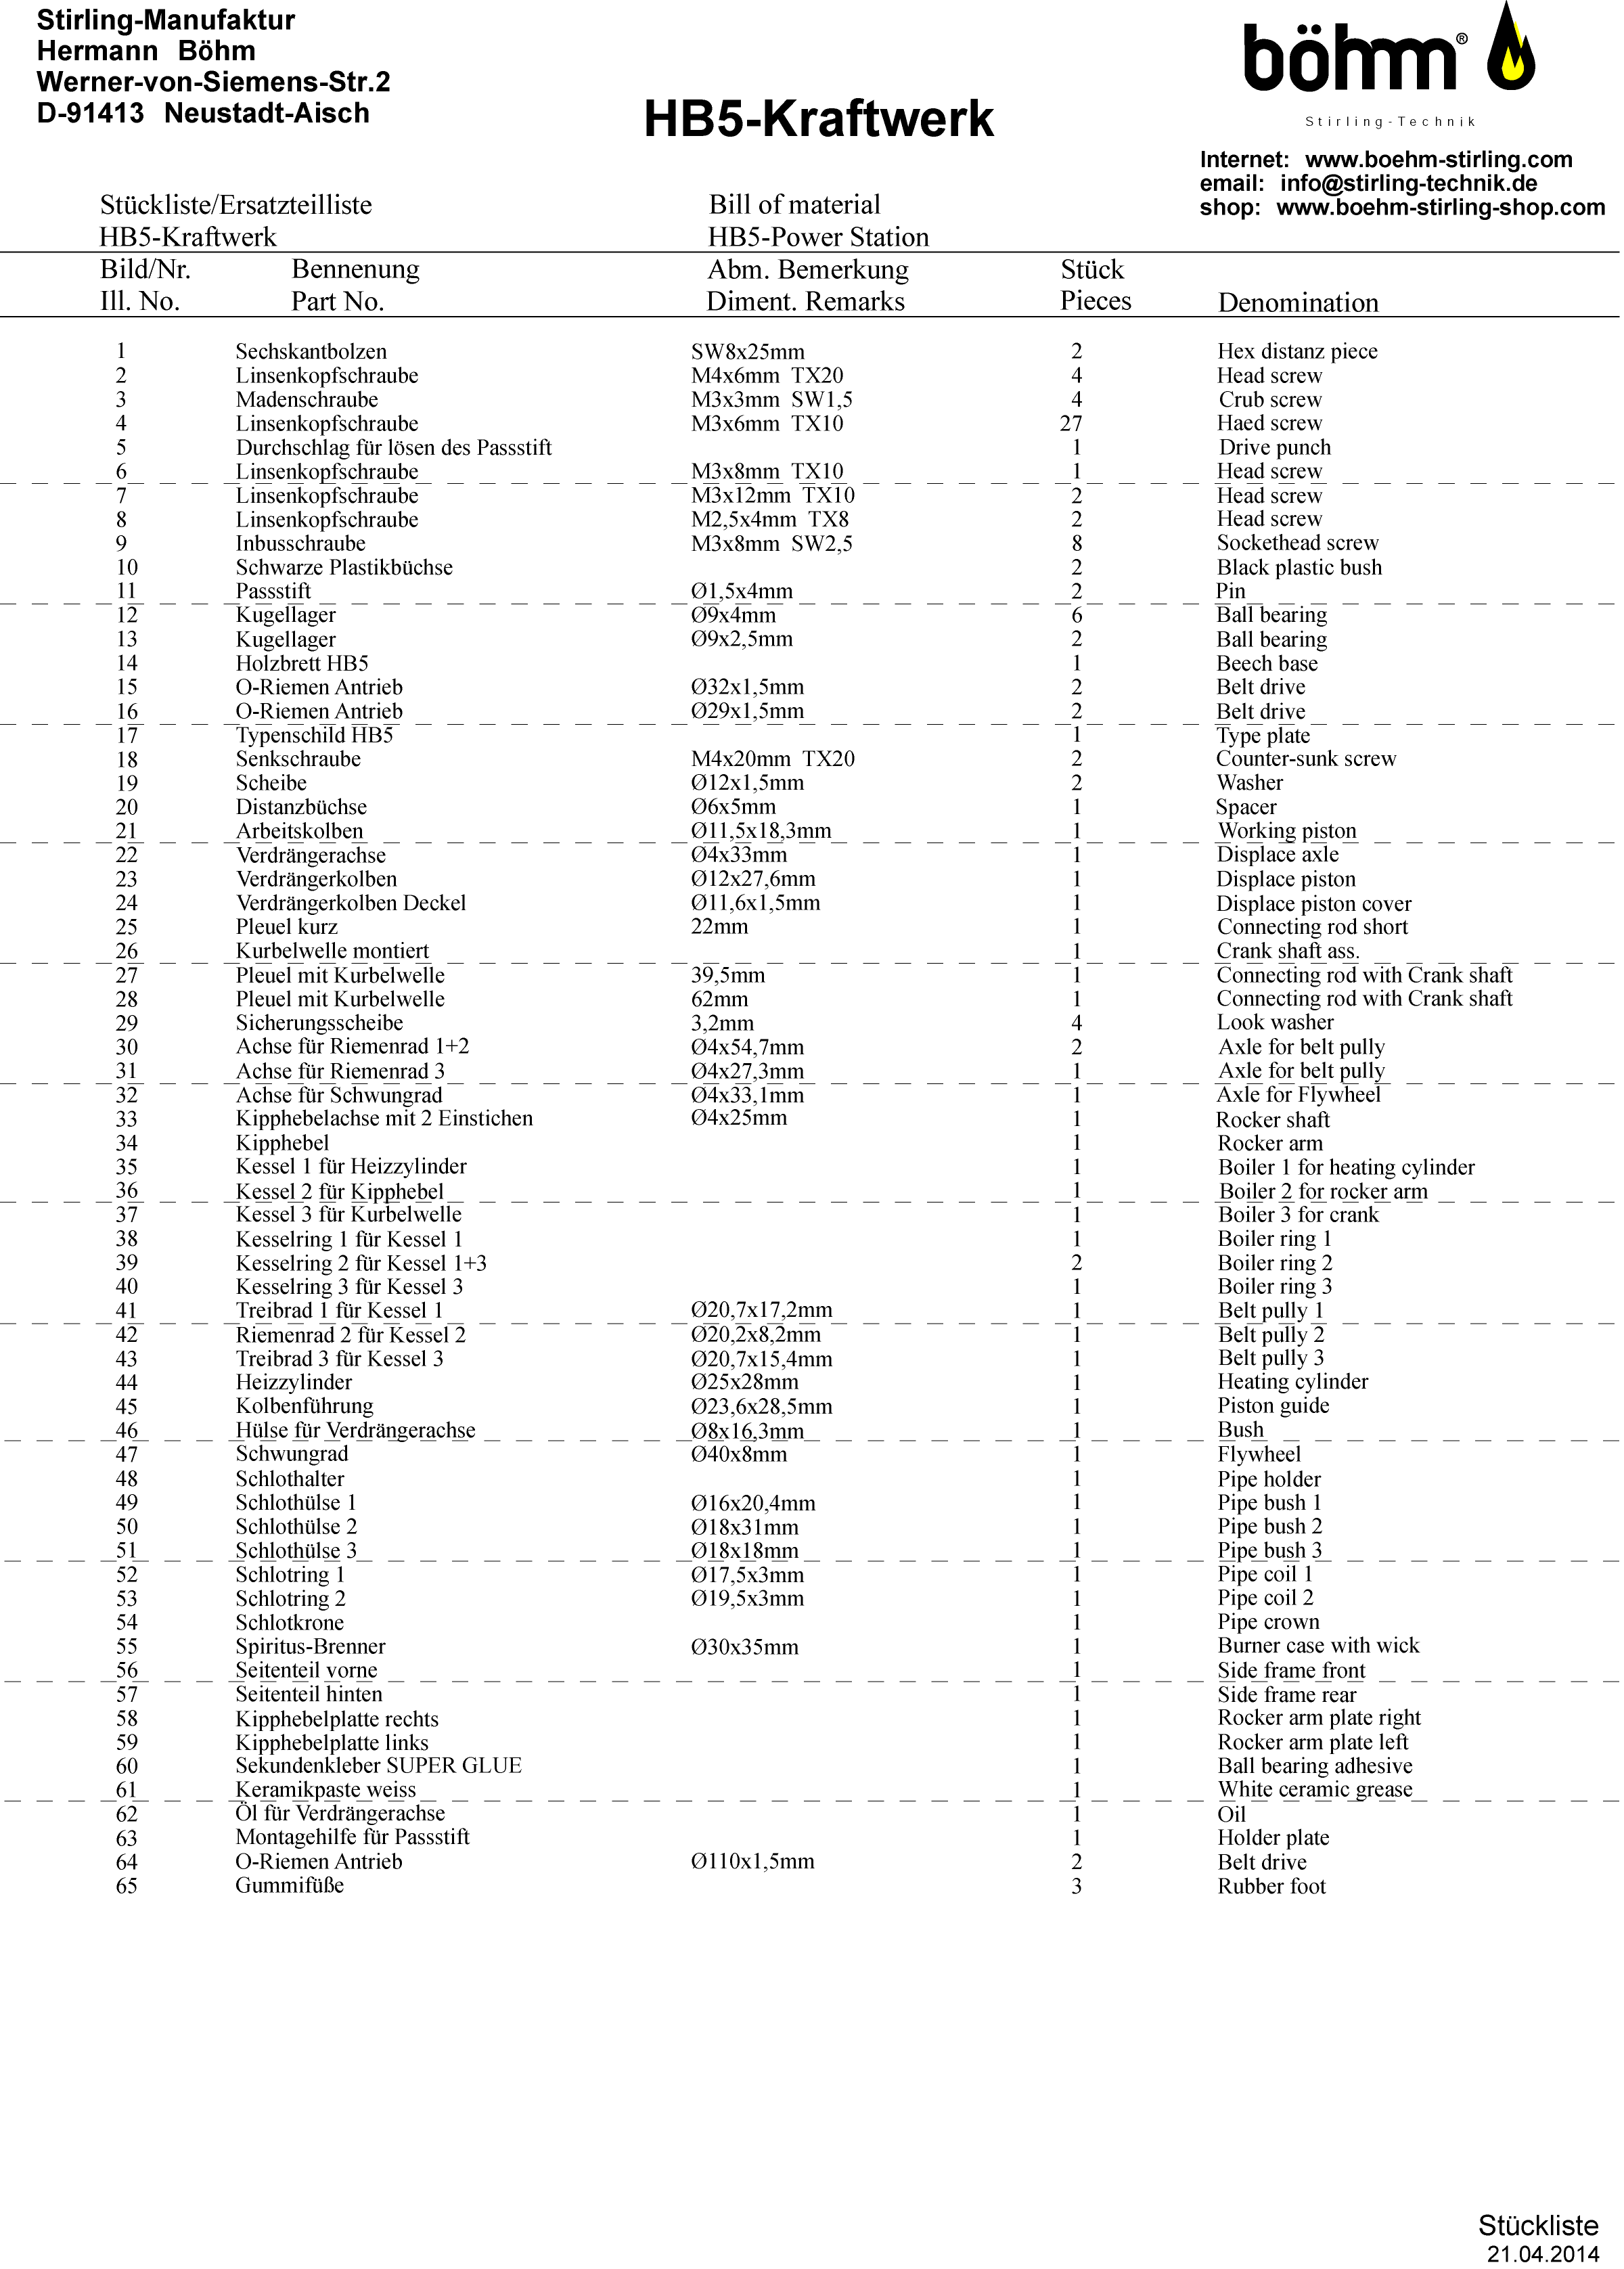 Stirling-Manufaktur
Hermann Böhm
Werner-von-Siemens-Str.2
D-91413 Neustadt-Aisch
HB5-Kraftwerk
böhm®
Stirling-Technik
Internet: www.boehm-stirling.com
email: info@stirling-technik.de
shop: www.boehm-stirling-shop.com
Stückliste/Ersatzteilliste Bill of material
HB5-Kraftwerk HB5-Power Station
Bild/Nr. Bennenung Abm. Bemerkung Stück
Ill. No. Part No. Diment. Remarks Pieces Denomination
1 Sechskantbolzen SW8x25mm 2 Hex distanz piece
2 Linsenkopfschraube M4x6mm TX20 4 Head screw
3 Madenschraube M3x3mm SW1,5 4 Crub screw
4 Linsenkopfschraube M3x6mm TX10 27 Haed screw
5 Durchschlag für lösen des Passstift 1 Drive punch
6 Linsenkopfschraube M3x8mm TX10 1 Head screw
7 Linsenkopfschraube M3x12mm TX10 2 Head screw
8 Linsenkopfschraube M2,5x4mm TX8 2 Head screw
9 Inbusschraube M3x8mm SW2,5 8 Sockethead screw
10 Schwarze Plastikbüchse 2 Black plastic bush
11 Passstift Ø1,5x4mm 2 Pin
12 Kugellager Ø9x4mm 6 Ball bearing
13 Kugellager Ø9x2,5mm 2 Ball bearing
14 Holzbrett HB5 1 Beech base
15 O-Riemen Antrieb Ø32x1,5mm 2 Belt drive
16 O-Riemen Antrieb Ø29x1,5mm 2 Belt drive
17 Typenschild HB5 1 Type plate
18 Senkschraube M4x20mm TX20 2 Counter-sunk screw
19 Scheibe Ø12x1,5mm 2 Washer
20 Distanzbüchse Ø6x5mm 1 Spacer
21 Arbeitskolben Ø11,5x18,3mm 1 Working piston
22 Verdrängerachse Ø4x33mm 1 Displace axle
23 Verdrängerkolben Ø12x27,6mm 1 Displace piston
24 Verdrängerkolben Deckel Ø11,6x1,5mm 1 Displace piston cover
25 Pleuel kurz 22mm 1 Connecting rod short
26 Kurbelwelle montiert 1 Crank shaft ass.
27 Pleuel mit Kurbelwelle 39,5mm 1 Connecting rod with Crank shaft
28 Pleuel mit Kurbelwelle 62mm 1 Connecting rod with Crank shaft
29 Sicherungsscheibe 3,2mm 4 Look washer
30 Achse für Riemenrad 1+2 Ø4x54,7mm 2 Axle for belt pully
31 Achse für Riemenrad 3 Ø4x27,3mm 1 Axle for belt pully
32 Achse für Schwungrad Ø4x33,1mm 1 Axle for Flywheel
33 Kipphebelachse mit 2 Einstichen Ø4x25mm 1 Rocker shaft
34 Kipphebel 1 Rocker arm
35 Kessel 1 für Heizzylinder 1 Boiler 1 for heating cylinder
36 Kessel 2 für Kipphebel 1 Boiler 2 for rocker arm
37 Kessel 3 für Kurbelwelle 1 Boiler 3 for crank
38 Kesselring 1 für Kessel 1 1 Boiler ring 1
39 Kesselring 2 für Kessel 1+3 2 Boiler ring 2
40 Kesselring 3 für Kessel 3 1 Boiler ring 3
41 Treibrad 1 für Kessel 1 Ø20,7x17,2mm 1 Belt pully 1
42 Riemenrad 2 für Kessel 2 Ø20,2x8,2mm 1 Belt pully 2
43 Treibrad 3 für Kessel 3 Ø20,7x15,4mm 1 Belt pully 3
44 Heizzylinder Ø25x28mm 1 Heating cylinder
45 Kolbenführung Ø23,6x28,5mm 1 Piston guide
46 Hülse für Verdrängerachse Ø8x16,3mm 1 Bush
47 Schwungrad Ø40x8mm 1 Flywheel
48 Schlothalter 1 Pipe holder
49 Schlothülse 1 Ø16x20,4mm 1 Pipe bush 1
50 Schlothülse 2 Ø18x31mm 1 Pipe bush 2
51 Schlothülse 3 Ø18x18mm 1 Pipe bush 3
52 Schlotring 1 Ø17,5x3mm 1 Pipe coil 1
53 Schlotring 2 Ø19,5x3mm 1 Pipe coil 2
54 Schlotkrone 1 Pipe crown
55 Spiritus-Brenner Ø30x35mm 1 Burner case with wick
56 Seitenteil vorne 1 Side frame front
57 Seitenteil hinten 1 Side frame rear
58 Kipphebelplatte rechts 1 Rocker arm plate right
59 Kipphebelplatte links 1 Rocker arm plate left
60 Sekundenkleber SUPER GLUE 1 Ball bearing adhesive
61 Keramikpaste weiss 1 White ceramic grease
62 Öl für Verdrängerachse 1 Oil
63 Montagehilfe für Passstift 1 Holder plate
64 O-Riemen Antrieb Ø110x1,5mm 2 Belt drive
65 Gummifüße 3 Rubber foot
Stückliste
21.04.2014